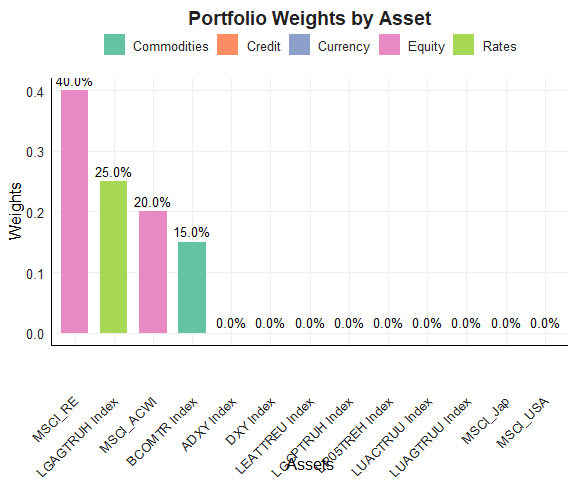 Portfolio Weights by Asset
Commodities Credit Currency Equity Rates
Weights
0.4
0.3
0.2
0.1
0.0
40.0%
25.0%
20.0%
15.0%
0.0%
0.0%
0.0%
0.0%
0.0%
0.0%
0.0%
0.0%
0.0%
MSCI_RE
LGAGTRUH Index
MSCI_ACWI
BCOMTR Index
ADXY Index
DXY Index
LEATTREU Index
LGCPTRUH Index
Index
LUACTRUU Index
LUAGTRUU Index
MSCI_Jap
MSCI_USA
Assets